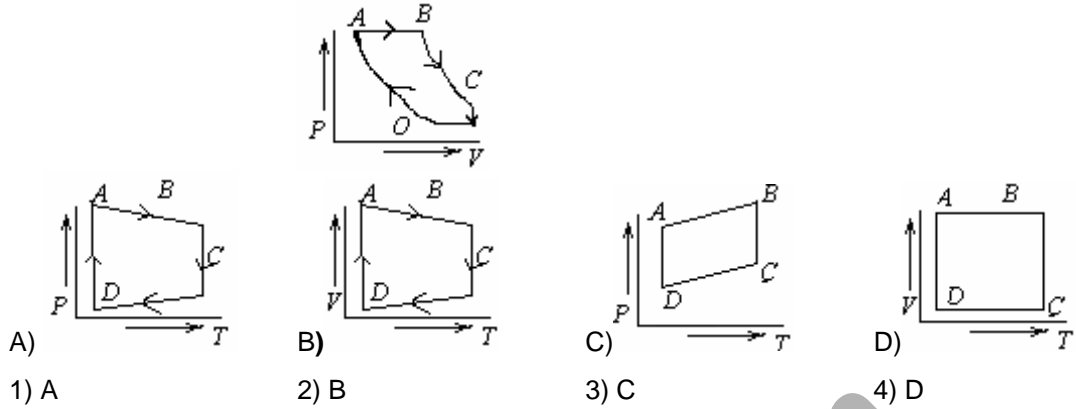 A B
C
P O
V
A B A B A B
A
C C
P D V D P D C V D C
T T T T
A) B) C) D)
1) A 2) B 3) C 4) D